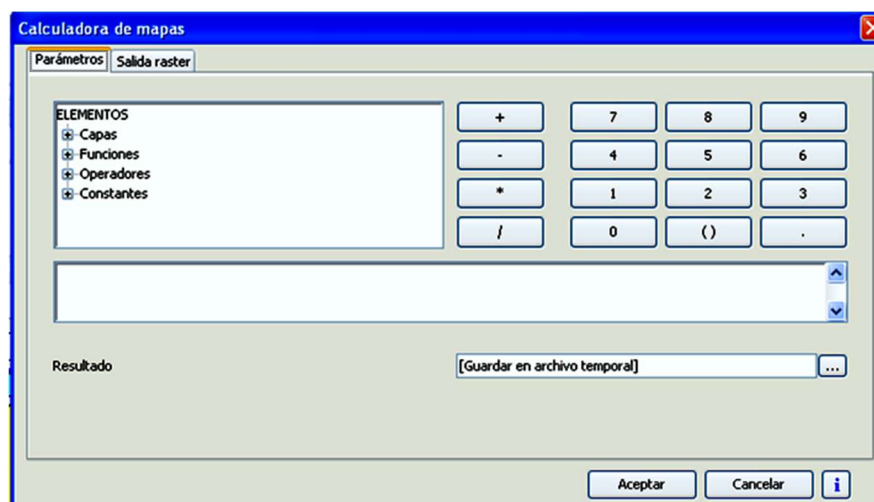 Calculadora de mapas
Parámetros Salida raster
ELEMENTOS
Capas
Funciones
Operadores
Constantes
+ 7 8 9
- 4 5 6
* 1 2 3
/ 0 () .
Resultado [Guardar en archivo temporal] ...
Aceptar Cancelar i